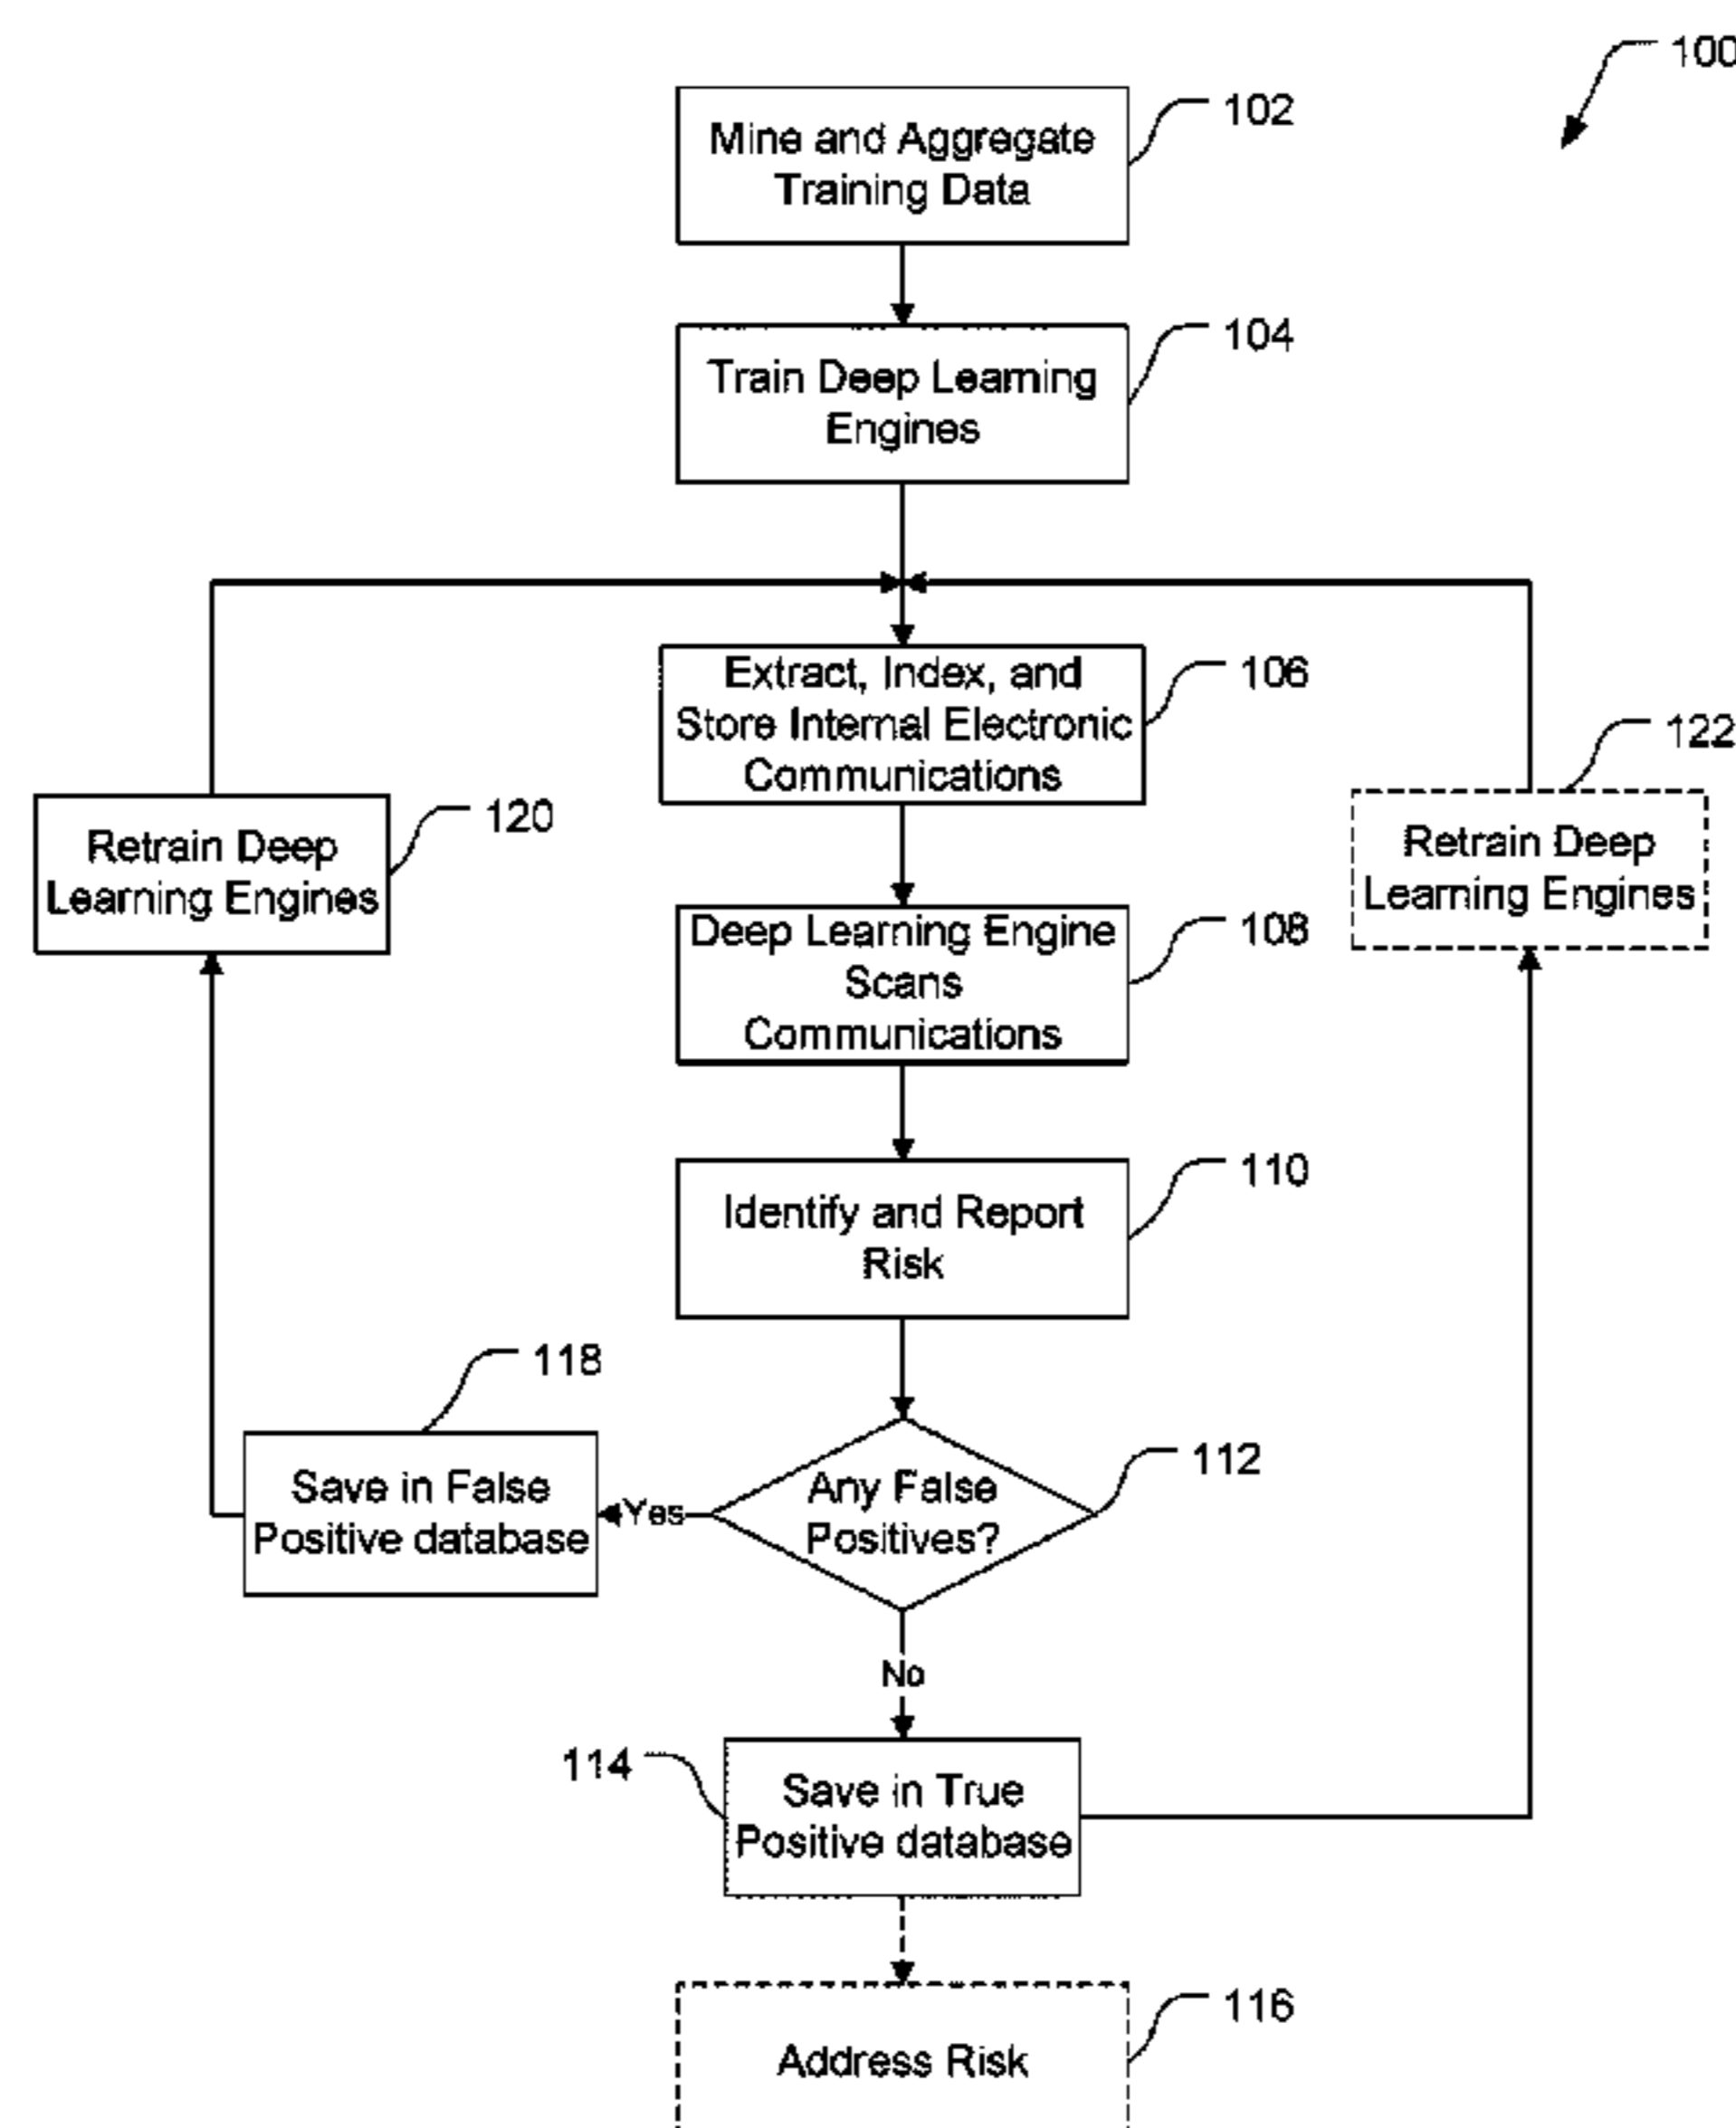 100
Mine and Aggregate
Training Data
102
Train Deep Learning
Engines
104
Extract, Index, and
Store Internal Electronic
Communications
106
122
Retrain Deep
Learning Engines
120
Retrain Deep
Learning Engines
Deep Learning Engine
Scans
Communications
108
Identify and Report
Risk
110
118
Save in False
Positive database
Yes
Any False
Positives?
112
No
114
Save in True
Positive database
116
Address Risk